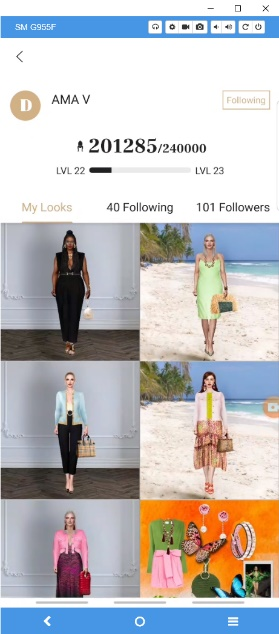 SM G955F
D
AMA V
Following
201285/240000
LVL 22
LVL 23
My Looks
40 Following
101 Followers